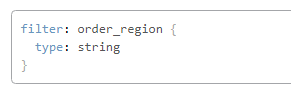 filter: order_region {
  type: string
}